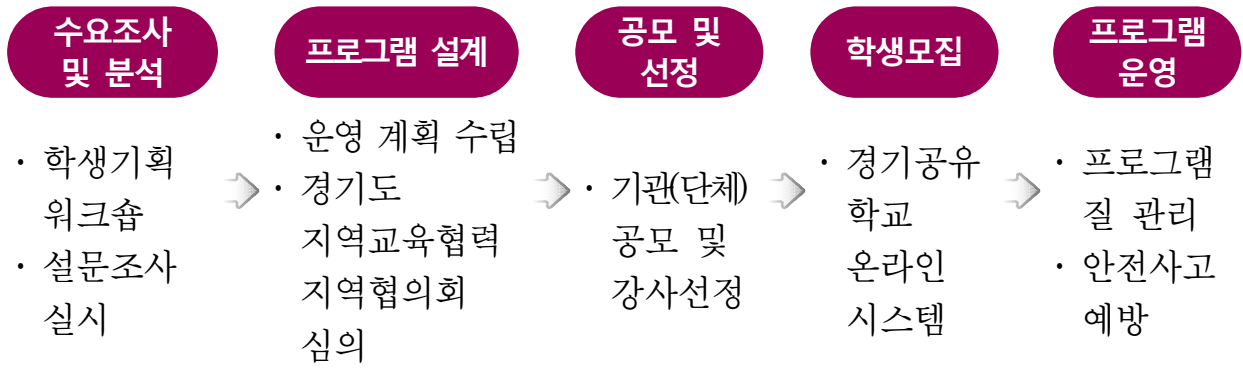 수요조사
및 분석
프로그램 설계
공모 및
선정
학생모집
프로그램
운영
· 학생기획
워크숍
· 설문조사
실시
· 운영 계획 수립
· 경기도
지역교육협력
지역협의회
심의
· 기관(단체)
공모 및
강사선정
· 경기공유
학교
온라인
시스템
· 프로그램
질 관리
· 안전사고
예방